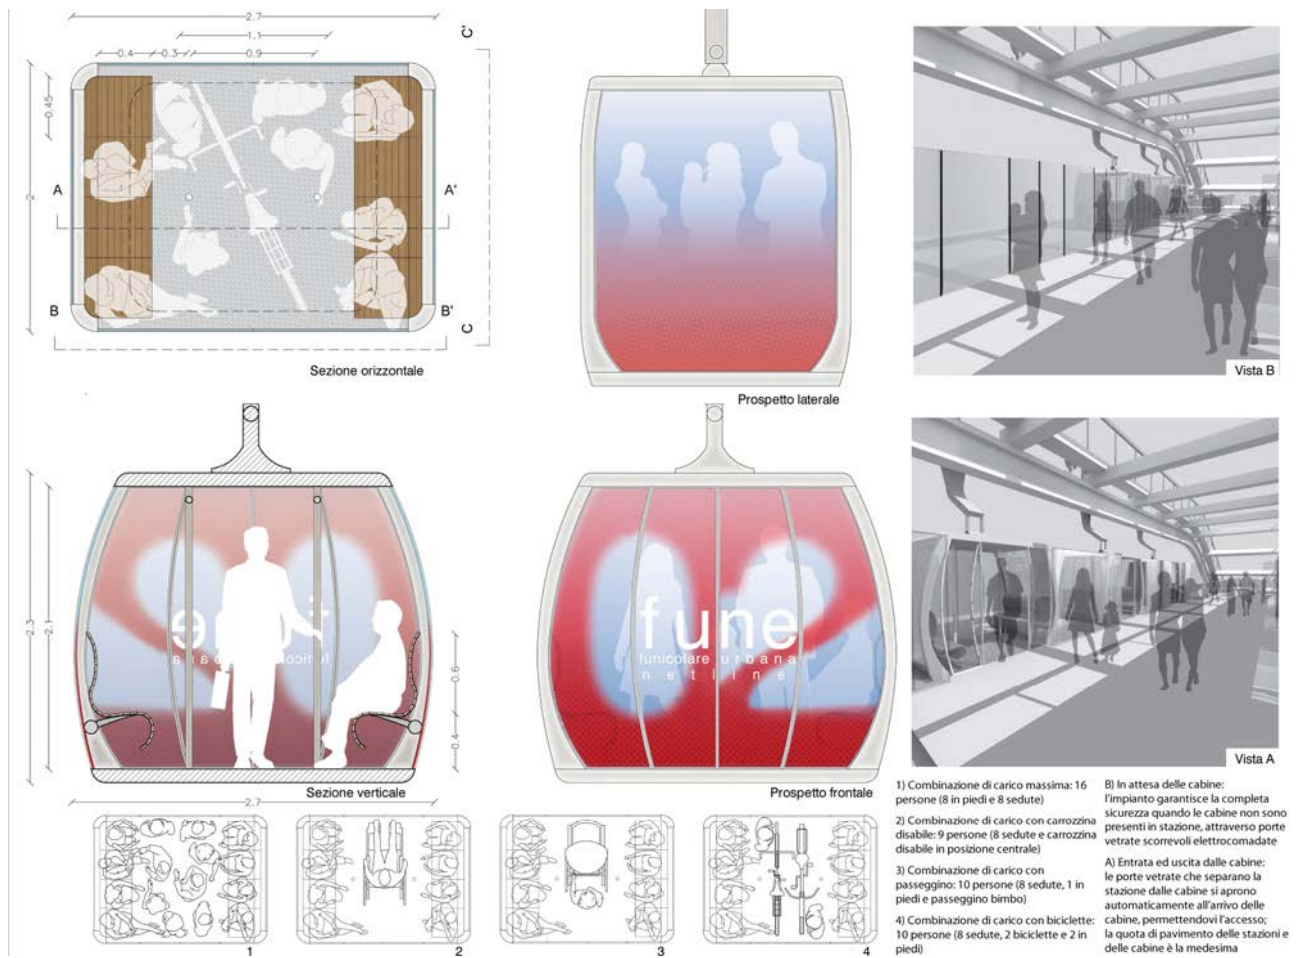 2.7
1.1
0.4
0.3
0.9
C'
0.45
2
A
A'
B
B'
C
Sezione orizzontale
Prospetto laterale
Vista B
2.3
2.1
0.6
0.4
fune
funicolare urbana
netline
Sezione verticale
Prospetto frontale
Vista A
2.7
1
2
3
4
1) Combinazione di carico massima: 16
persone (8 in piedi e 8 sedute)
2) Combinazione di carico con carrozzina
disabile: 9 persone (8 sedute e carrozzina
disabile in posizione centrale)
3) Combinazione di carico con
passeggino: 10 persone (8 sedute, 1 in
piedi e passeggino bimbo)
4) Combinazione di carico con biciclette:
10 persone (8 sedute, 2 biciclette e 2 in
piedi)
B) In attesa delle cabine:
l'impianto garantisce la completa
sicurezza quando le cabine non sono
presenti in stazione, attraverso porte
vetrate scorrevoli elettrocomadate
A) Entrata ed uscita dalle cabine:
le porte vetrate che separano la
stazione dalle cabine si aprono
automaticamente all'arrivo delle
cabine, permettendovi l'accesso;
la quota di pavimento delle stazioni e
delle cabine è la medesima